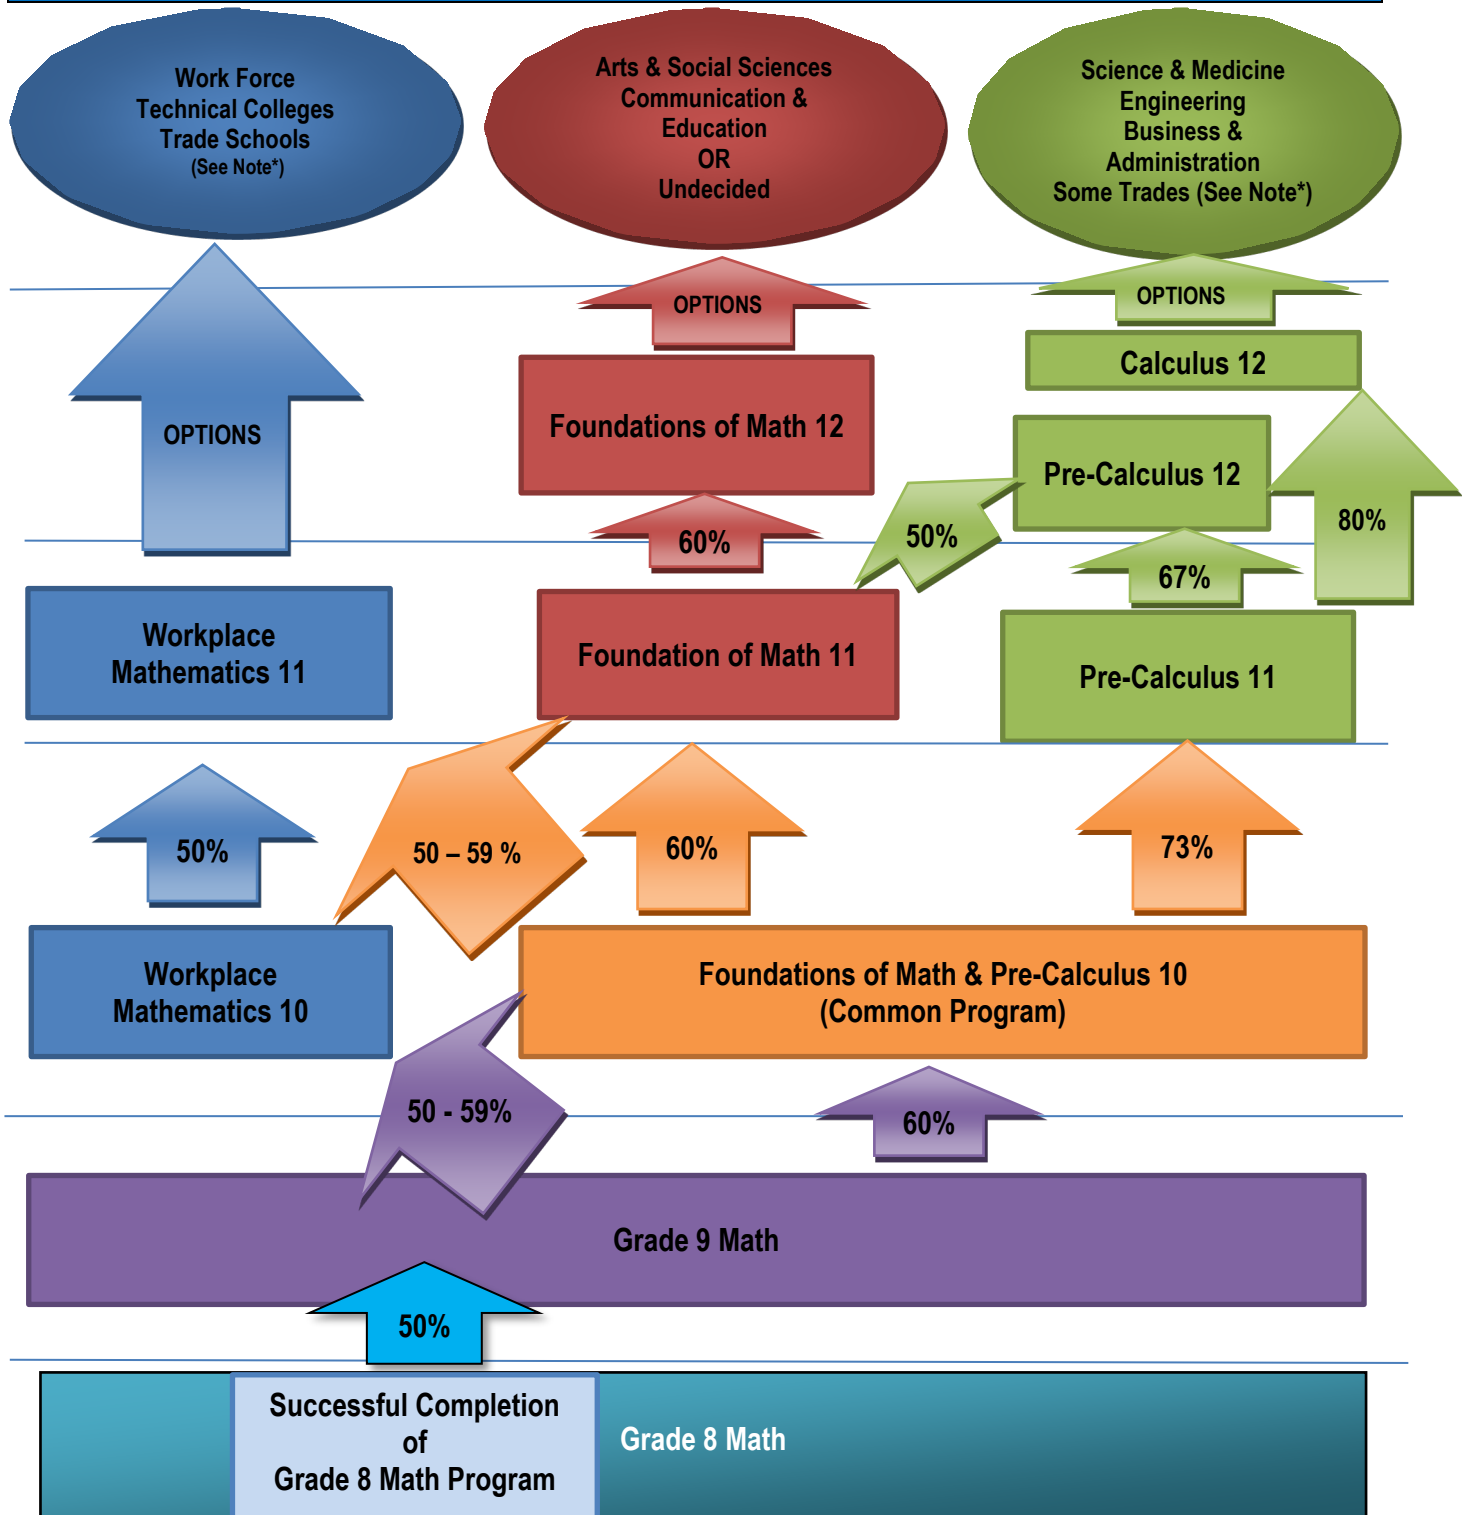 Work Force
Technical Colleges
Trade Schools
(See Note*)
Arts & Social Sciences
Communication &
Education
OR
Undecided
Science & Medicine
Engineering
Business &
Administration
Some Trades (See Note*)
OPTIONS
OPTIONS
OPTIONS
Calculus 12
Foundations of Math 12
Pre-Calculus 12
80%
60%
50%
67%
Workplace
Mathematics 11
Foundation of Math 11
Pre-Calculus 11
50%
50 – 59 %
60%
73%
Workplace
Mathematics 10
Foundations of Math & Pre-Calculus 10
(Common Program)
50 - 59%
60%
Grade 9 Math
50%
Successful Completion
of
Grade 8 Math Program
Grade 8 Math